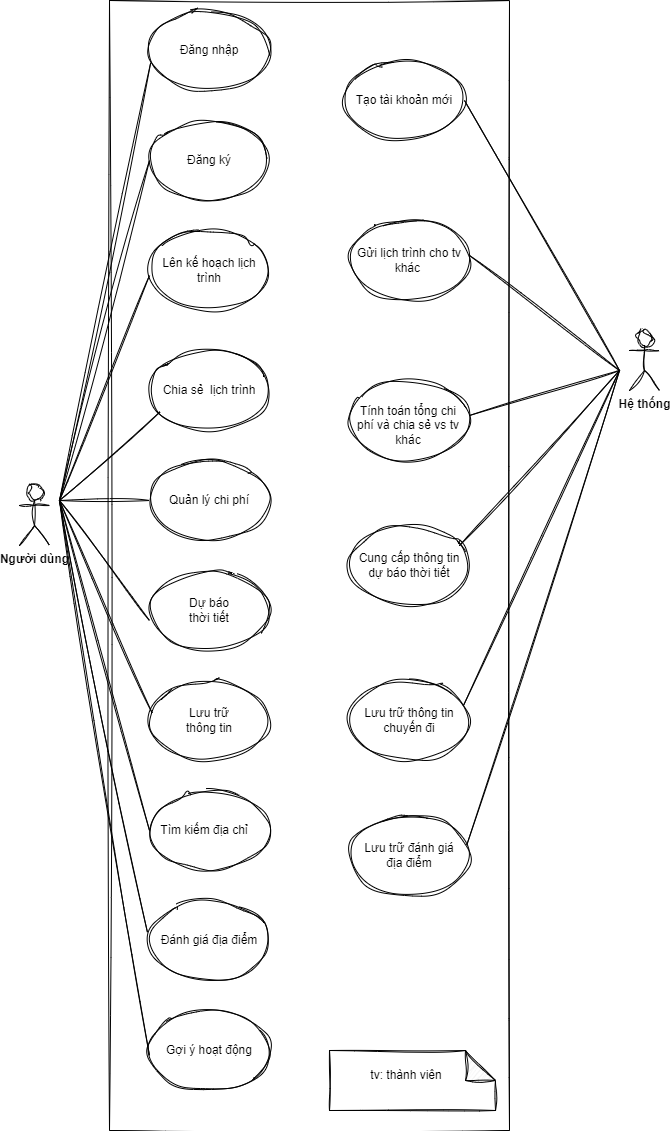 Đăng nhập
Đăng ký
Lên kế hoạch lịch
trình
Chia sẻ lịch trình
Quản lý chi phí
Dự báo
thời tiết
Lưu trữ
thông tin
Tìm kiếm địa chỉ
Đánh giá địa điểm
Gợi ý hoạt động
Người dùng
Tạo tài khoản mới
Gửi lịch trình cho tv
khác
Tính toán tổng chi
phí và chia sẻ vs tv
khác
Cung cấp thông tin
dự báo thời tiết
Lưu trữ thông tin
chuyến đi
Lưu trữ đánh giá
địa điểm
Hệ thống
tv: thành viên